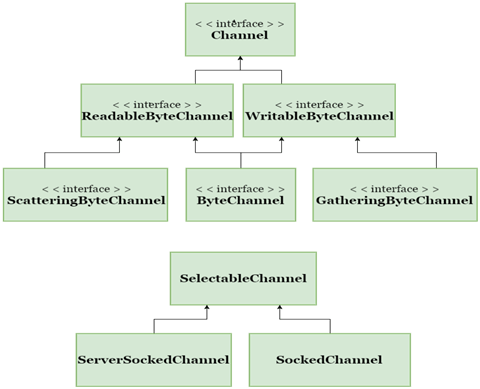 < < interface > >
Channel
< < interface > >
ReadableByteChannel
< < interface > >
WritableByteChannel
< < interface > >
ScatteringByteChannel
< < interface > >
ByteChannel
< < interface > >
GatheringByteChannel
SelectableChannel
ServerSockedChannel
SockedChannel